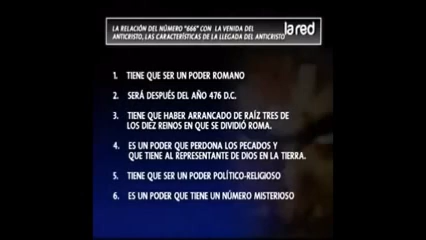 LA RELACIÓN DEL NÚMERO "666" CON LA VENIDA DEL
ANTICRISTO, LAS CARACTERÍSTICAS DE LA LLEGADA DEL ANTICRISTO
la red
1. TIENE QUE SER UN PODER ROMANO
2. SERÁ DESPUÉS DEL AÑO 476 D.C.
3. TIENE QUE HABER ARRANCADO DE RAÍZ TRES DE
LOS DIEZ REINOS EN QUE SE DIVIDIÓ ROMA.
4. ES UN PODER QUE PERDONA LOS PECADOS Y
QUE TIENE AL REPRESENTANTE DE DIOS EN LA TIERRA.
5. TIENE QUE SER UN PODER POLÍTICO-RELIGIOSO
6. ES UN PODER QUE TIENE UN NÚMERO MISTERIOSO